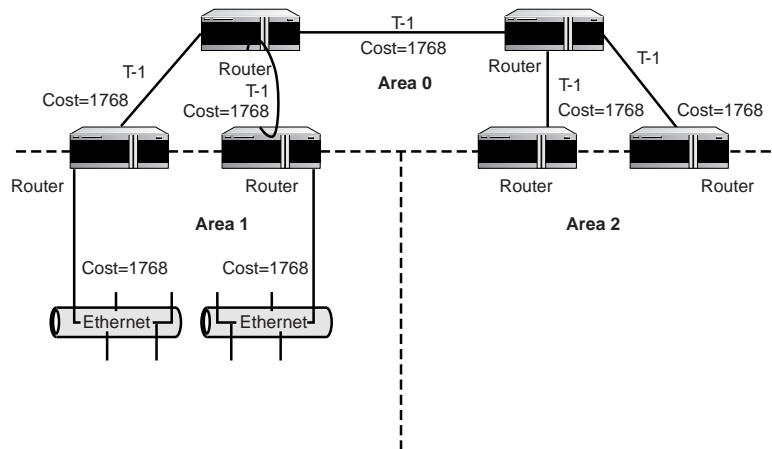 T-1
Cost=1768
Router
T-1
Cost=1768
T-1
Cost=1768
Area 0
Router
T-1
Cost=1768
T-1
Cost=1768
Router
Router
Router
Router
Area 1
Area 2
Cost=1768
Cost=1768
Ethernet
Ethernet